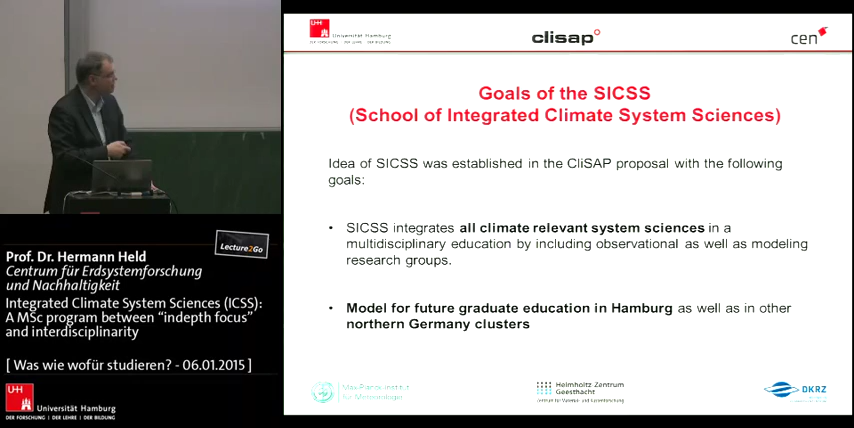 Universität Hamburg
DER FORSCHUNG | DER LEHRE | DER BILDUNG
clisap
cen
Goals of the SICSS
(School of Integrated Climate System Sciences)
Idea of SICSS was established in the CliSAP proposal with the following
goals:
• SICSS integrates all climate relevant system sciences in a
multidisciplinary education by including observational as well as modeling
research groups.
• Model for future graduate education in Hamburg as well as in other
northern Germany clusters
Max-Planck-Institut
für Meteorologie
Helmholtz Zentrum
Geesthacht
Zentrum für Material- und Küstenforschung
DKRZ
Lecture2Go
Prof. Dr. Hermann Held
Centrum für Erdsystemforschung
und Nachhaltigkeit
Integrated Climate System Sciences (ICSS):
A MSc program between “indepth focus”
and interdisciplinarity
[ Was wie wofür studieren? - 06.01.2015 ]
UH
Universität Hamburg
DER FORSCHUNG | DER LEHRE | DER BILDUNG